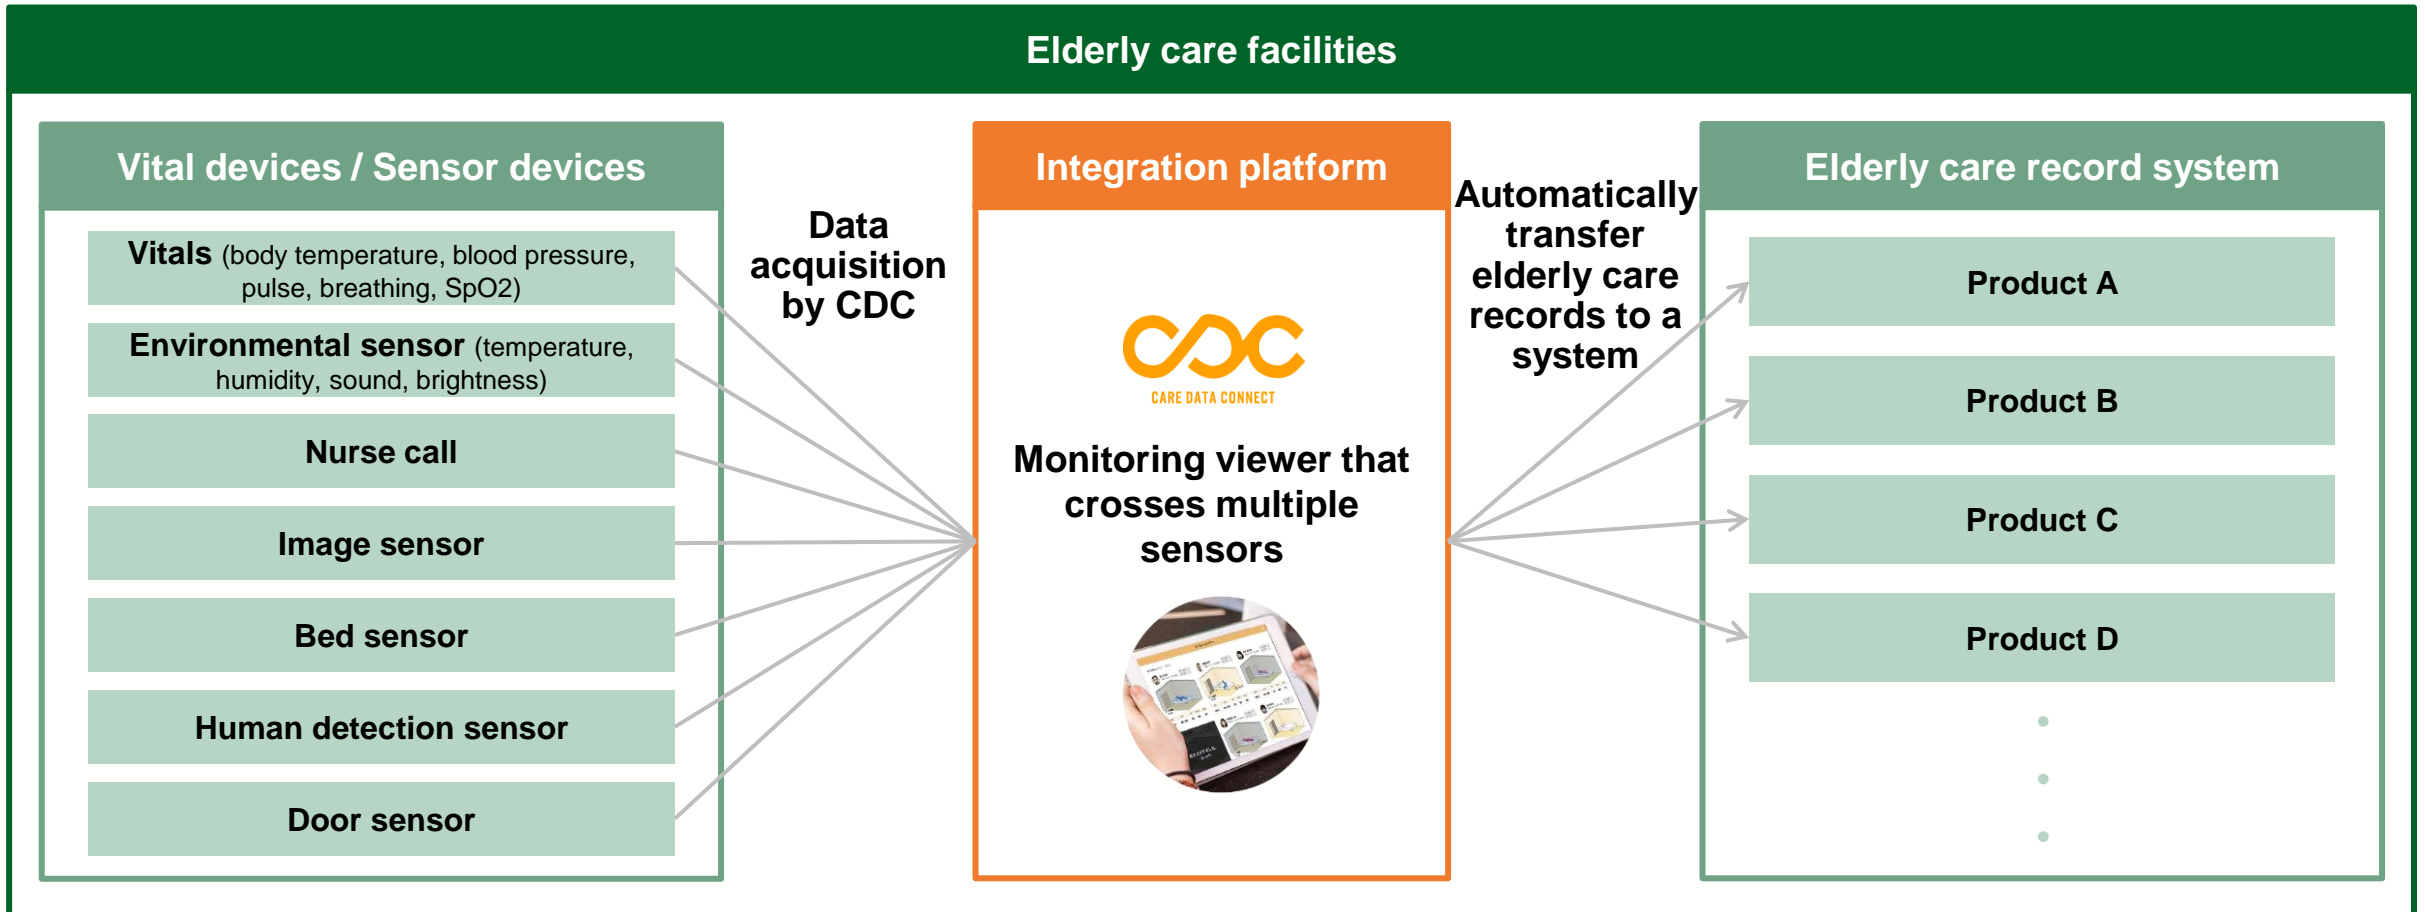 Elderly care facilities
Vital devices / Sensor devices
Vitals (body temperature, blood pressure,
pulse, breathing, SpO2)
Environmental sensor (temperature,
humidity, sound, brightness)
Nurse call
Image sensor
Bed sensor
Human detection sensor
Door sensor
Data
acquisition
by CDC
Integration platform
CDC
CARE DATA CONNECT
Monitoring viewer that
crosses multiple
sensors
Automatically
transfer
elderly care
records to a
system
Elderly care record system
Product A
Product B
Product C
Product D